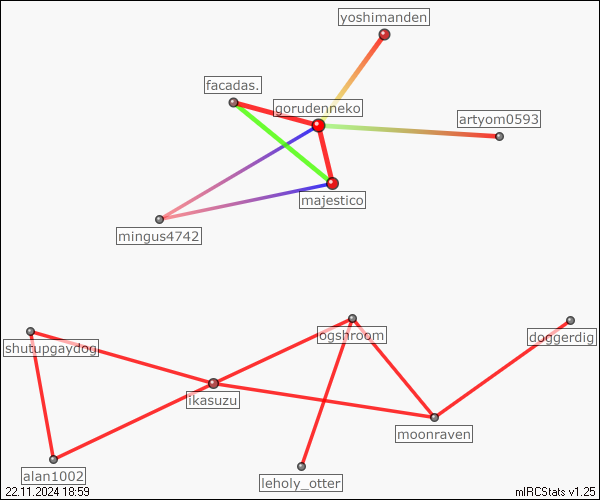 yoshimanden
facadas.
gorudenneko
artyom0593
majestico
mingus4742
ogshroom
doggerdig
shutupgaydog
ikasuzu
moonraven
alan1002
leholy_otter
22.11.2024 18:59
mIRCStats v1.25